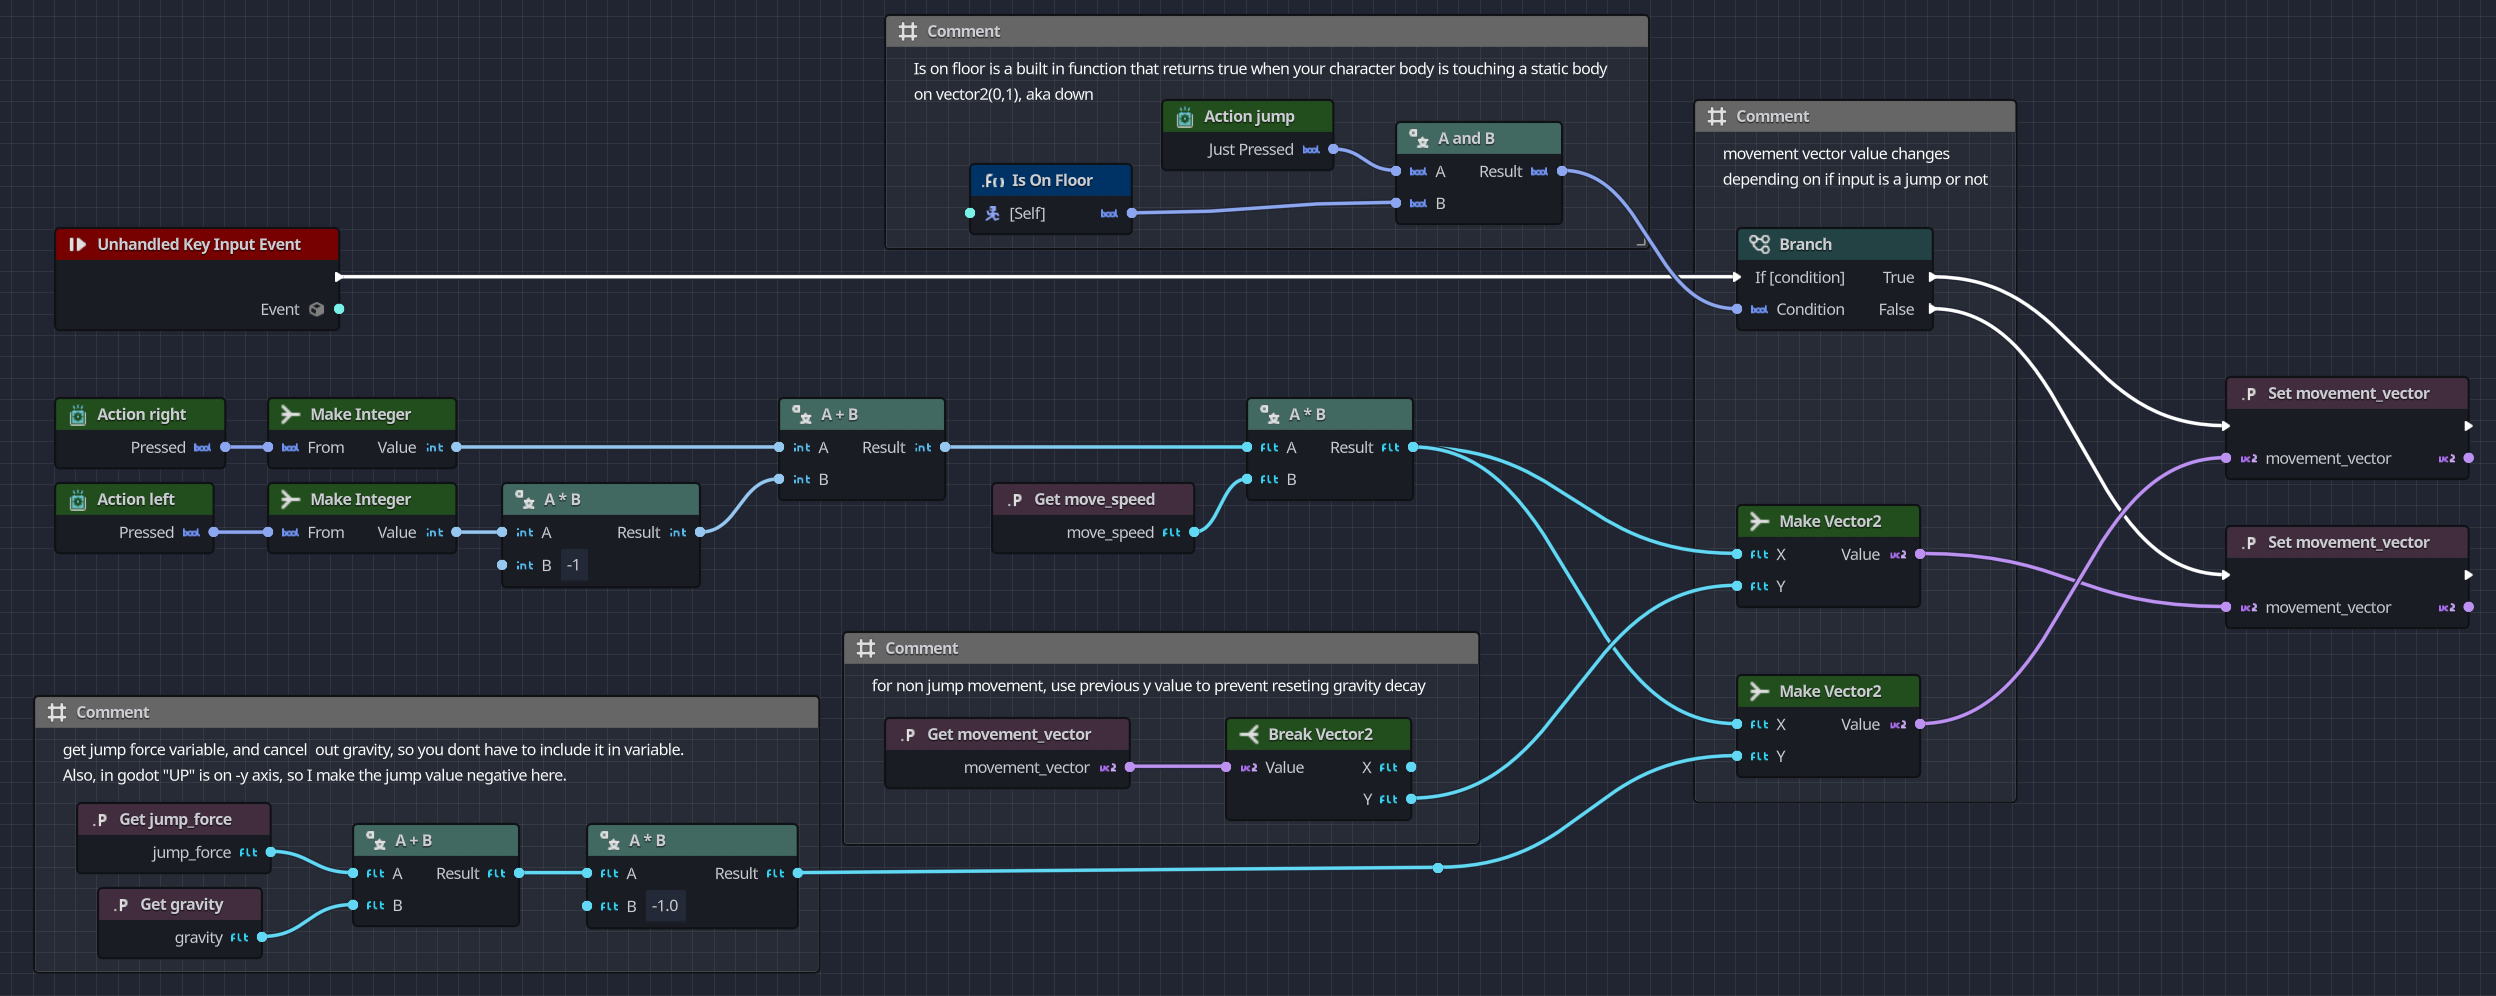 Comment
Is on floor is a built in function that returns true when your character body is touching a static body
on vector2(0,1), aka down
Action jump
Just Pressed bool
.f() Is On Floor
[Self] bool
A and B
bool A Result bool
bool B
Comment
movement vector value changes
depending on if input is a jump or not
Branch
If [condition] True
bool Condition False
Unhandled Key Input Event
Event
Action right
Pressed bool
Make Integer
bool From Value int
Action left
Pressed bool
Make Integer
bool From Value int
A * B
int A Result int
int B -1
A + B
int A Result int
int B
.P Get move_speed
move_speed flt
A * B
flt A Result flt
flt B
Make Vector2
flt X Value vc2
flt Y
Make Vector2
flt X Value vc2
flt Y
.P Set movement_vector
vc2 movement_vector vc2
.P Set movement_vector
vc2 movement_vector vc2
Comment
for non jump movement, use previous y value to prevent reseting gravity decay
.P Get movement_vector
movement_vector vc2
Break Vector2
vc2 Value X flt
Y flt
Comment
get jump force variable, and cancel  out gravity, so you dont have to include it in variable.
Also, in godot "UP" is on -y axis, so I make the jump value negative here.
.P Get jump_force
jump_force flt
.P Get gravity
gravity flt
A + B
flt A Result flt
flt B
A * B
flt A Result flt
flt B -1.0